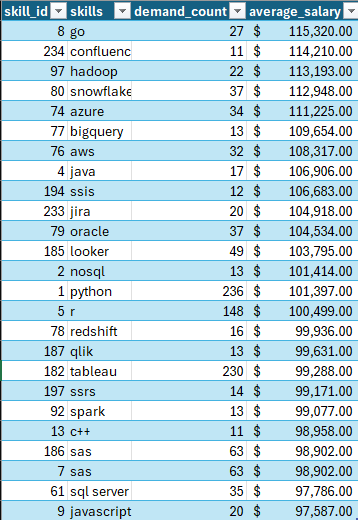 skill_id skills demand_count average_salary
8 go 27 $ 115,320.00
234 confluenc 11 $ 114,210.00
97 hadoop 22 $ 113,193.00
80 snowflake 37 $ 112,948.00
74 azure 34 $ 111,225.00
77 bigquery 13 $ 109,654.00
76 aws 32 $ 108,317.00
4 java 17 $ 106,906.00
194 ssis 12 $ 106,683.00
233 jira 20 $ 104,918.00
79 oracle 37 $ 104,534.00
185 looker 49 $ 103,795.00
2 nosql 13 $ 101,414.00
1 python 236 $ 101,397.00
5 r 148 $ 100,499.00
78 redshift 16 $ 99,936.00
187 qlik 13 $ 99,631.00
182 tableau 230 $ 99,288.00
197 ssrs 14 $ 99,171.00
92 spark 13 $ 99,077.00
13 c++ 11 $ 98,958.00
186 sas 63 $ 98,902.00
7 sas 63 $ 98,902.00
61 sql server 35 $ 97,786.00
9 javascript 20 $ 97,587.00